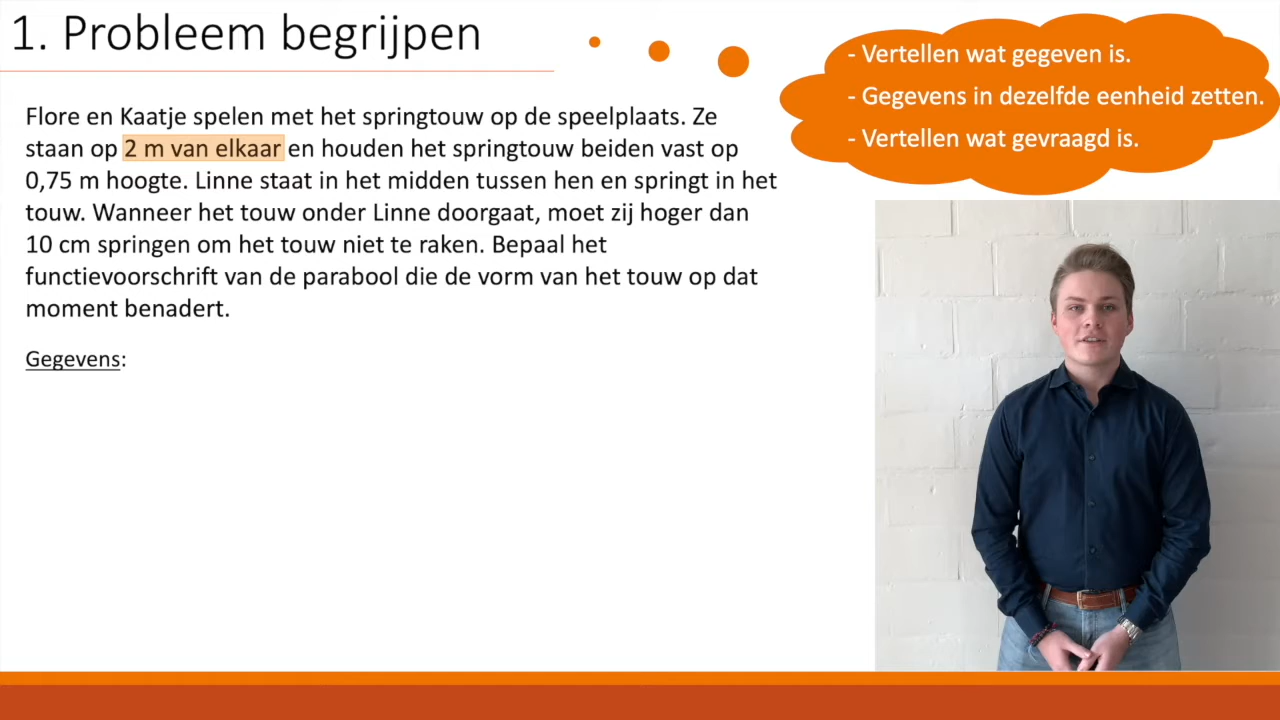 1. Probleem begrijpen
- Vertellen wat gegeven is.
- Gegevens in dezelfde eenheid zetten.
- Vertellen wat gevraagd is.
Flore en Kaatje spelen met het springtouw op de speelplaats. Ze
staan op 2 m van elkaar en houden het springtouw beiden vast op
0,75 m hoogte. Linne staat in het midden tussen hen en springt in het
touw. Wanneer het touw onder Linne doorgaat, moet zij hoger dan
10 cm springen om het touw niet te raken. Bepaal het
functievoorschrift van de parabool die de vorm van het touw op dat
moment benadert.
Gegevens: